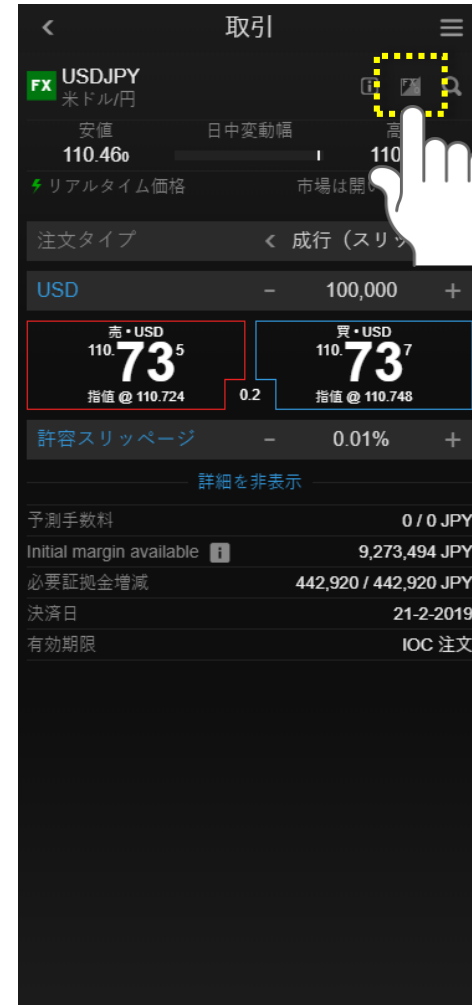 取引
FX USDJPY
米ドル/円
安値 日中変動幅
110.460 110
リアルタイム価格 市場は開
注文タイプ 成行（スリッ
USD - 100,000 +
売・USD 買・USD
110.735 110.737
指値 @ 110.724 0.2 指値 @ 110.748
許容スリッページ - 0.01% +
詳細を非表示
予測手数料 0 / 0 JPY
Initial margin available i 9,273,494 JPY
必要証拠金増減 442,920 / 442,920 JPY
決済日 21-2-2019
有効期限 IOC 注文